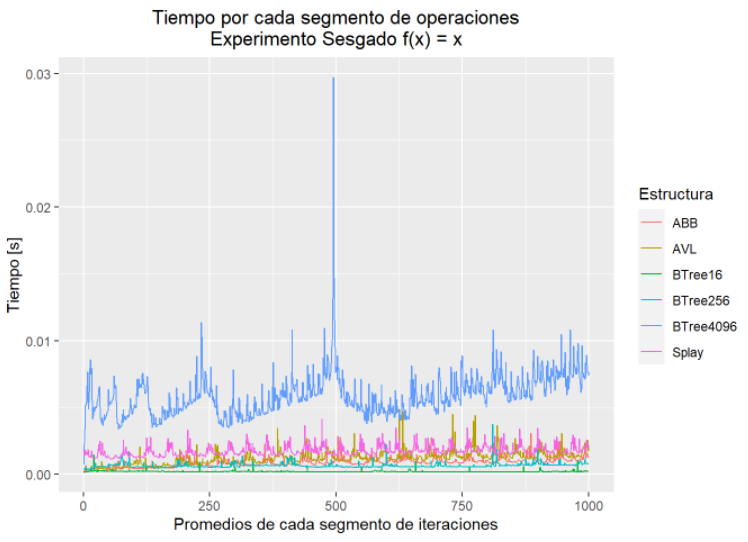 Tiempo por cada segmento de operaciones
Experimento Sesgado f(x) = x
0.03
0.02
0.01
0.00
Tiempo [s]
0
250
500
750
1000
Promedios de cada segmento de iteraciones
Estructura
ABB
AVL
BTree16
BTree256
BTree4096
Splay